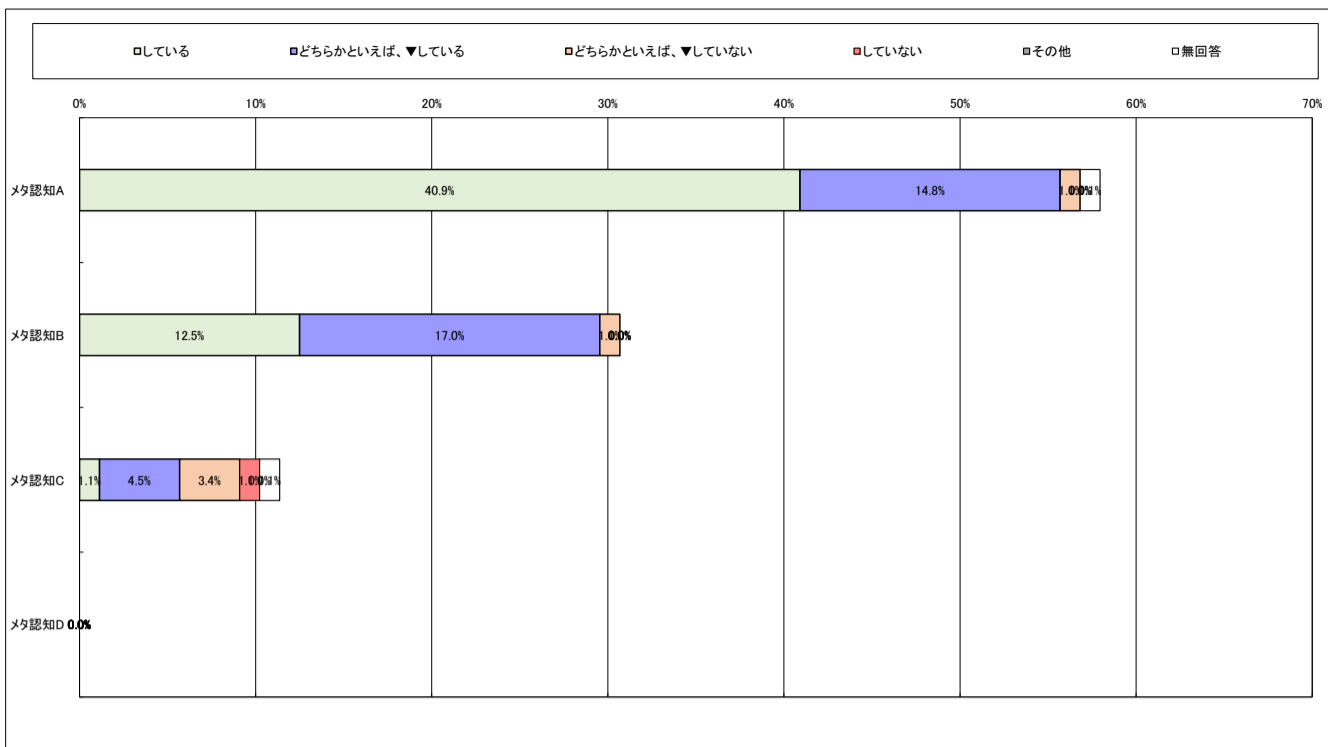 している どちらかといえば、▼している どちらかといえば、▼していない していない その他 無回答
0% 10% 20% 30% 40% 50% 60% 70%
メタ認知A 40.9% 14.8%
メタ認知B 12.5% 17.0% 0.0%
メタ認知C 1.1% 4.5% 3.4%
メタ認知D 0.0%